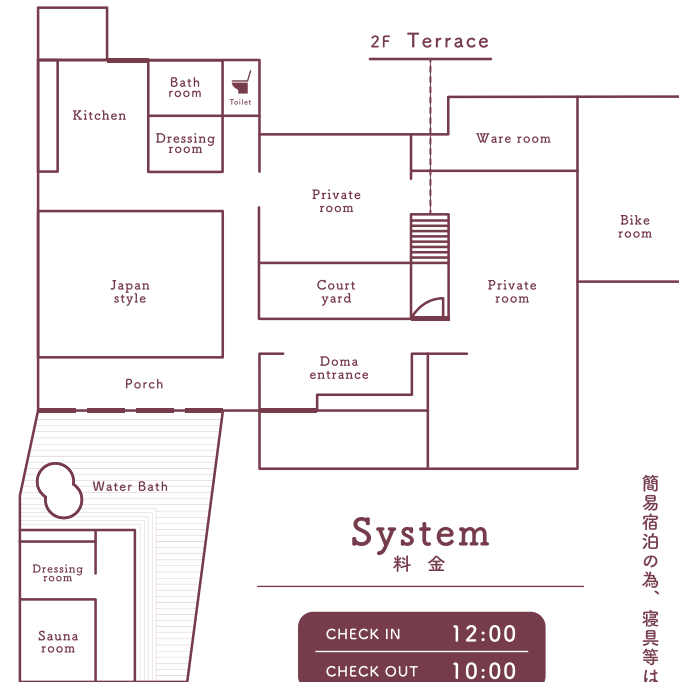 2F Terrace
Bath
room
Toilet
Kitchen
Dressing
room
Ware room
Private
room
Bike
room
Japan
style
Court
yard
Private
room
Doma
entrance
Porch
Water Bath
Dressing
room
Sauna
room
System
料 金
CHECK IN 12:00
CHECK OUT 10:00
簡易宿泊の為、寝具等は